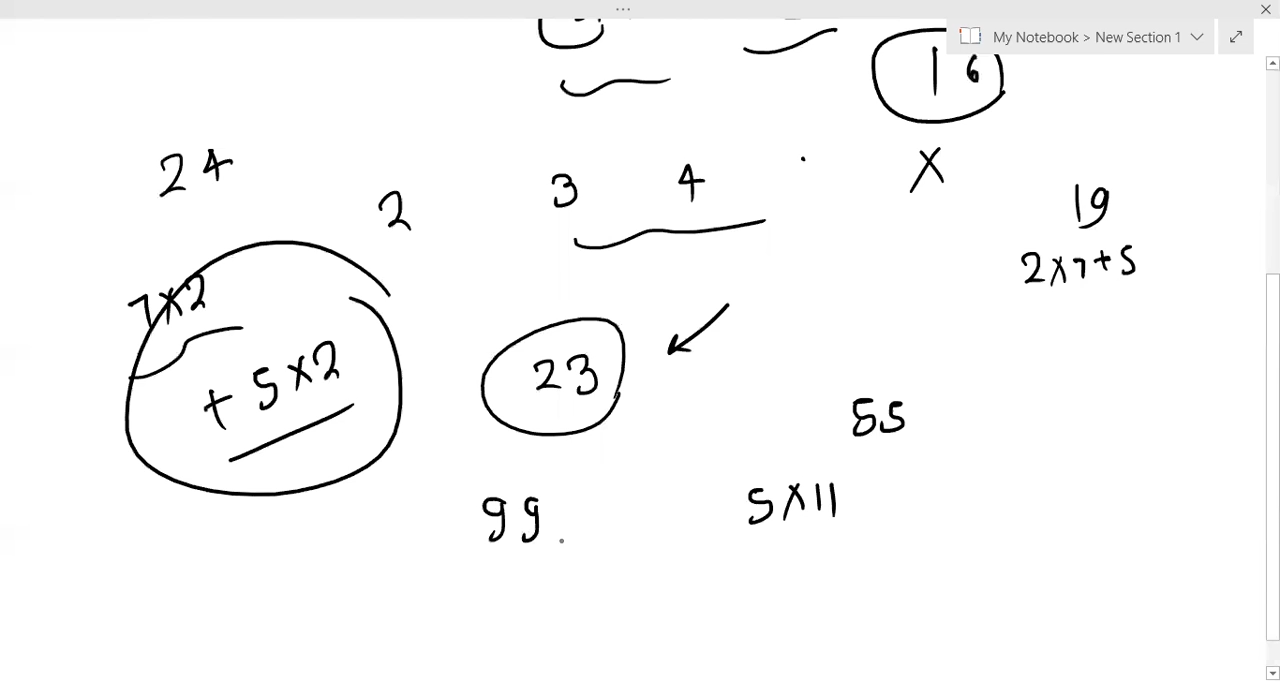 My Notebook > New Section 1
16
24
2
3 4
X
19
2x7+5
7x2
+ 5x2
23
55
5x11
99